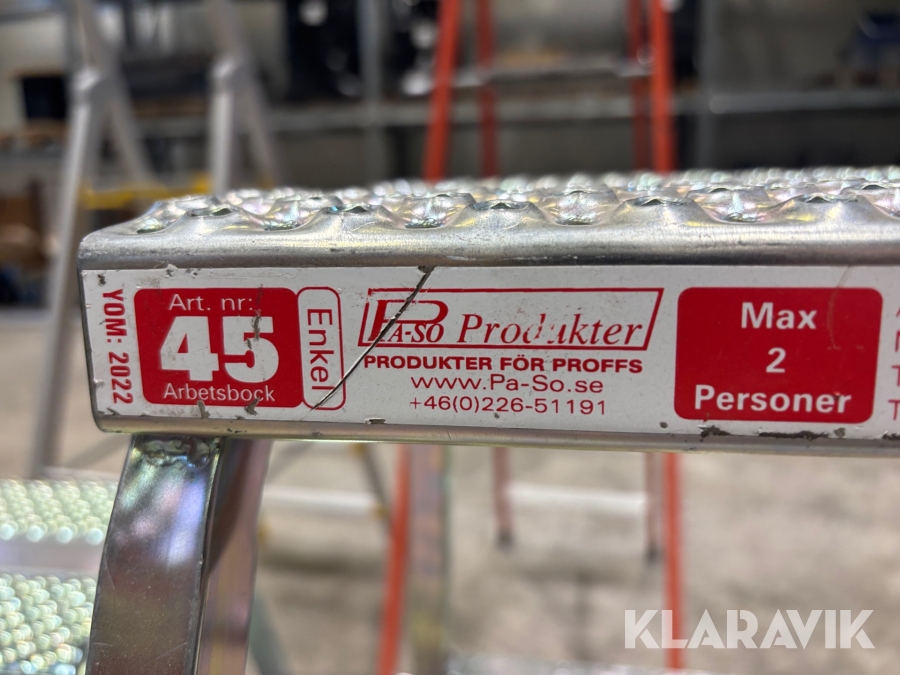 YOM: 2022
Art. nr:
45
Arbetsbock
Enkel
PA-SO Produkter
PRODUKTER FÖR PROFFS
www.Pa-So.se
+46(0)226-51191
Max
2
Personer
KLARAVIK